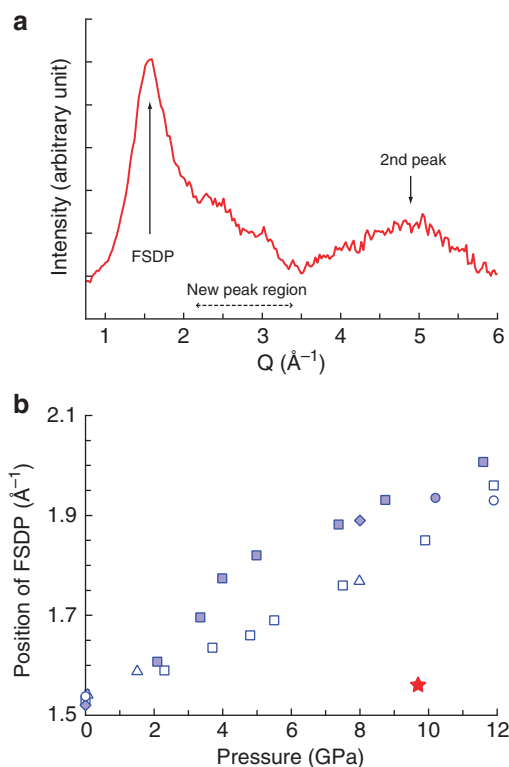 a
Intensity (arbitrary unit)
2nd peak
FSDP
New peak region
1 2 3 4 5 6
Q (Å⁻¹)
b
2.1
1.9
1.7
1.5
Position of FSDP (Å⁻¹)
0 2 4 6 8 10 12
Pressure (GPa)